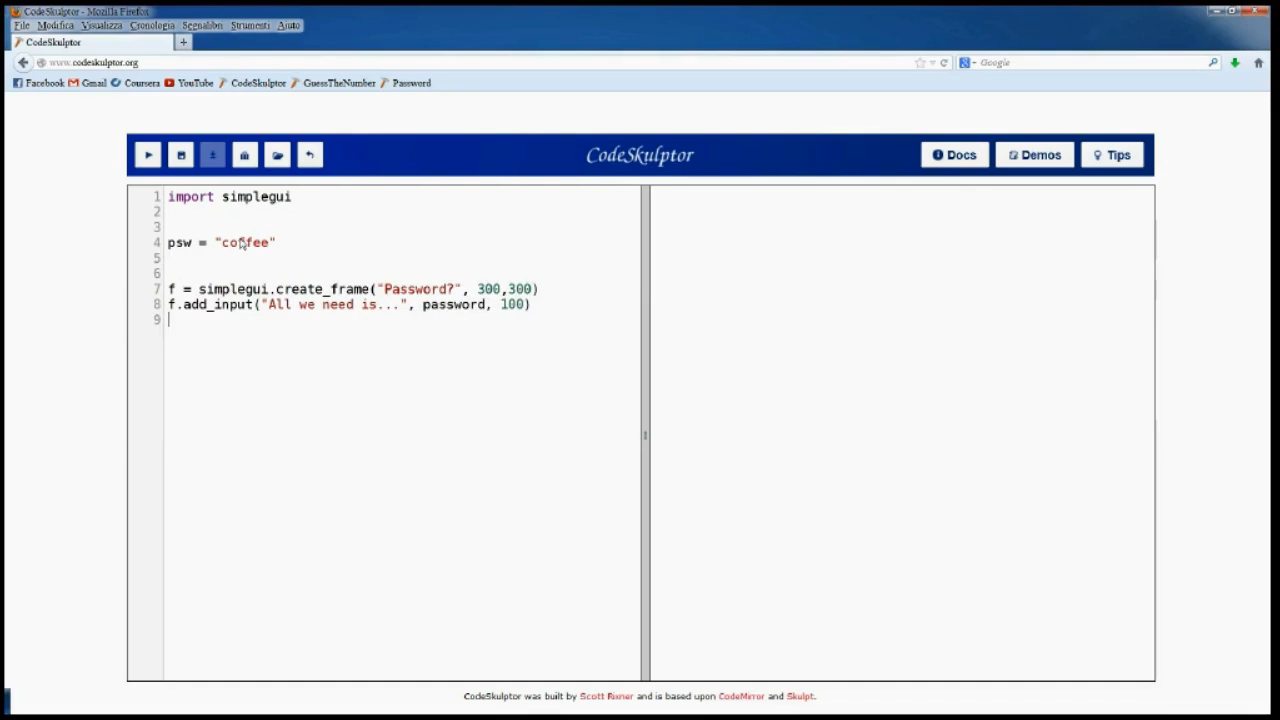 CodeSkulptor - Mozilla Firefox
File Modifica Visualizza Cronologia Segnalibri Strumenti Aiuto
CodeSkulptor
www.codeskulptor.org
Google
Facebook Gmail Coursera YouTube CodeSkulptor GuessTheNumber Password
CodeSkulptor
Docs Demos Tips
1 import simplegui
2
3
4 psw = "coffee"
5
6
7 f = simplegui.create_frame("Password?", 300,300)
8 f.add_input("All we need is...", password, 100)
9
CodeSkulptor was built by Scott Rixner and is based upon CodeMirror and Skulpt.